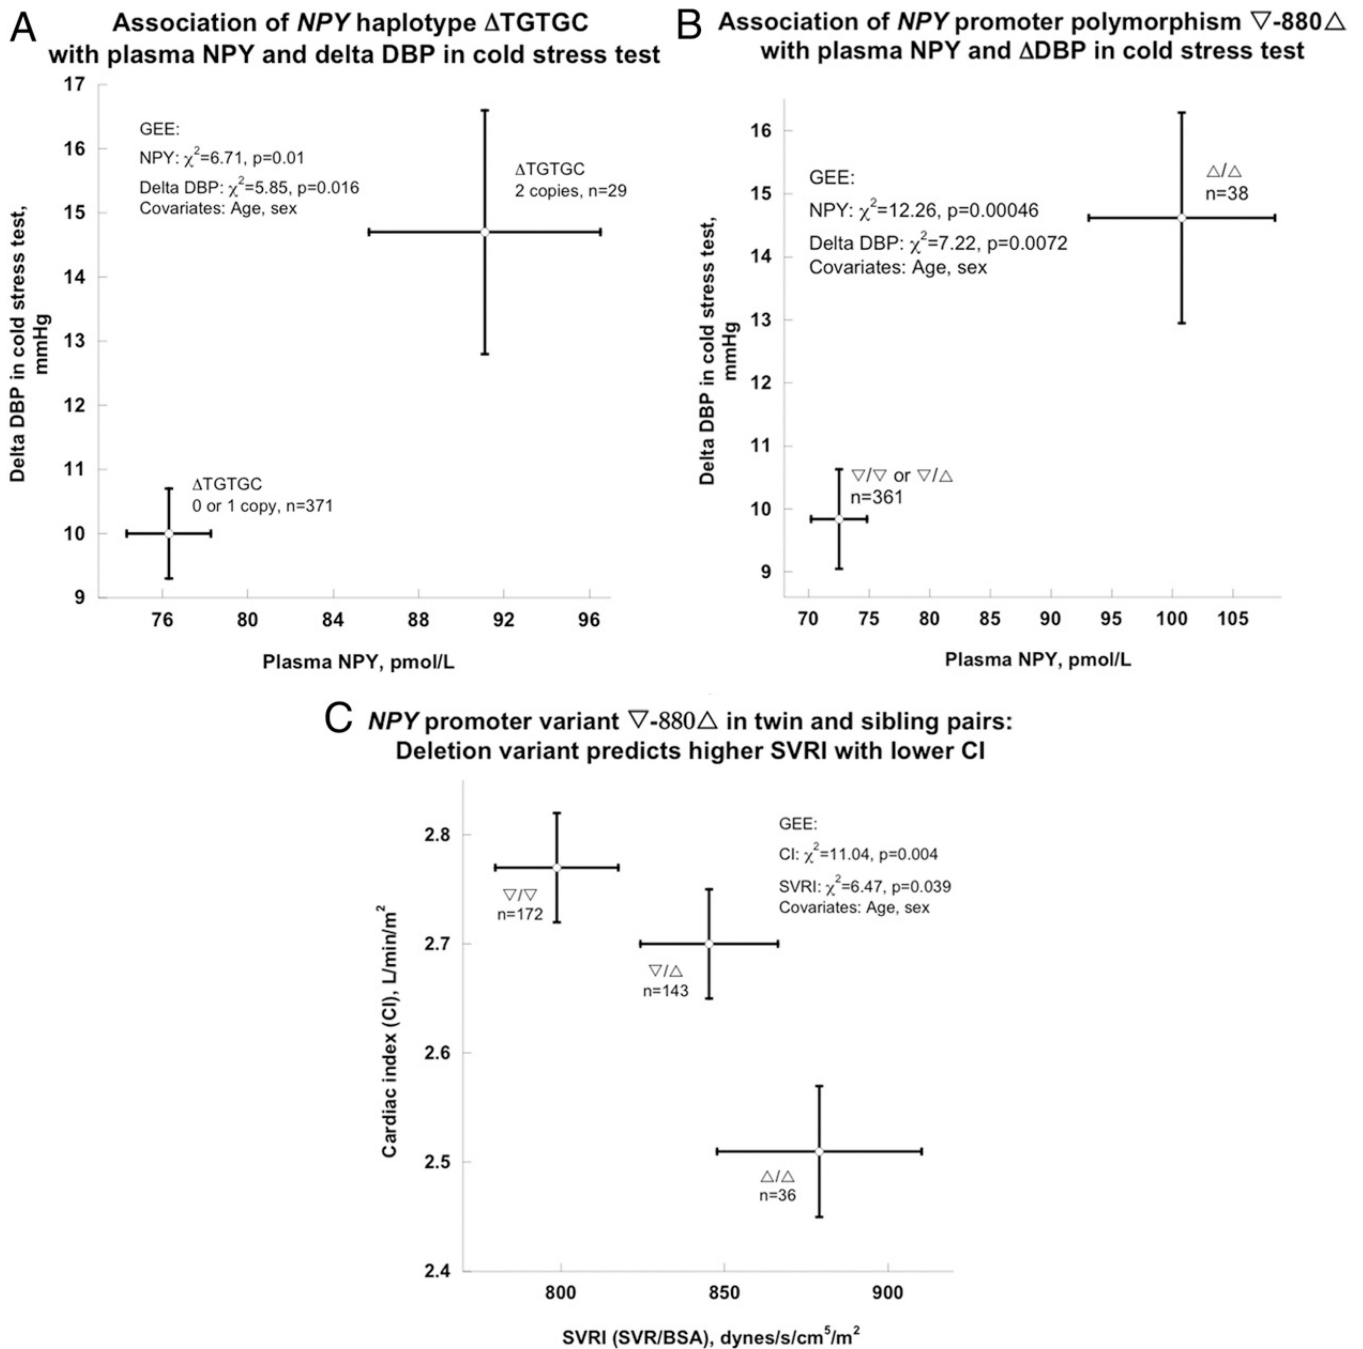 A
Association of NPY haplotype ΔTGTGC
with plasma NPY and delta DBP in cold stress test
17
16
15
14
13
12
11
10
9
Delta DBP in cold stress test,
mmHg
GEE:
NPY: χ²=6.71, p=0.01
Delta DBP: χ²=5.85, p=0.016
Covariates: Age, sex
ΔTGTGC
2 copies, n=29
ΔTGTGC
0 or 1 copy, n=371
76 80 84 88 92 96
Plasma NPY, pmol/L
B
Association of NPY promoter polymorphism ▽-880△
with plasma NPY and ΔDBP in cold stress test
16
15
14
13
12
11
10
9
Delta DBP in cold stress test,
mmHg
GEE:
NPY: χ²=12.26, p=0.00046
Delta DBP: χ²=7.22, p=0.0072
Covariates: Age, sex
△/△
n=38
▽/▽ or ▽/△
n=361
70 75 80 85 90 95 100 105
Plasma NPY, pmol/L
C
NPY promoter variant ▽-880△ in twin and sibling pairs:
Deletion variant predicts higher SVRI with lower CI
2.8
2.7
2.6
2.5
2.4
Cardiac index (CI), L/min/m²
GEE:
CI: χ²=11.04, p=0.004
SVRI: χ²=6.47, p=0.039
Covariates: Age, sex
▽/▽
n=172
▽/△
n=143
△/△
n=36
800 850 900
SVRI (SVR/BSA), dynes/s/cm⁵/m²